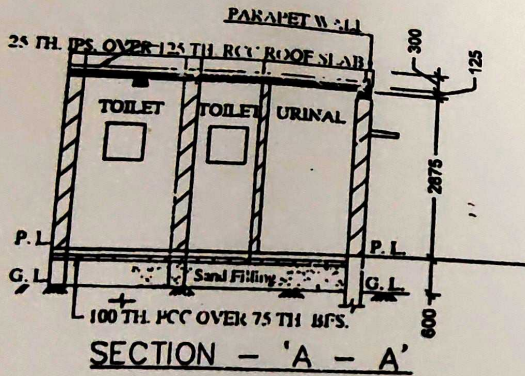 PARAPET WALL
25 TH. IPS. OVER 125 TH. RCC ROOF SLAB
300
125
TOILET
TOILET
URINAL
2875
P. L.
P. L.
G. L.
Sand Filling
G. L.
600
100 TH. PCC OVER 75 TH BFS.
SECTION - 'A - A'